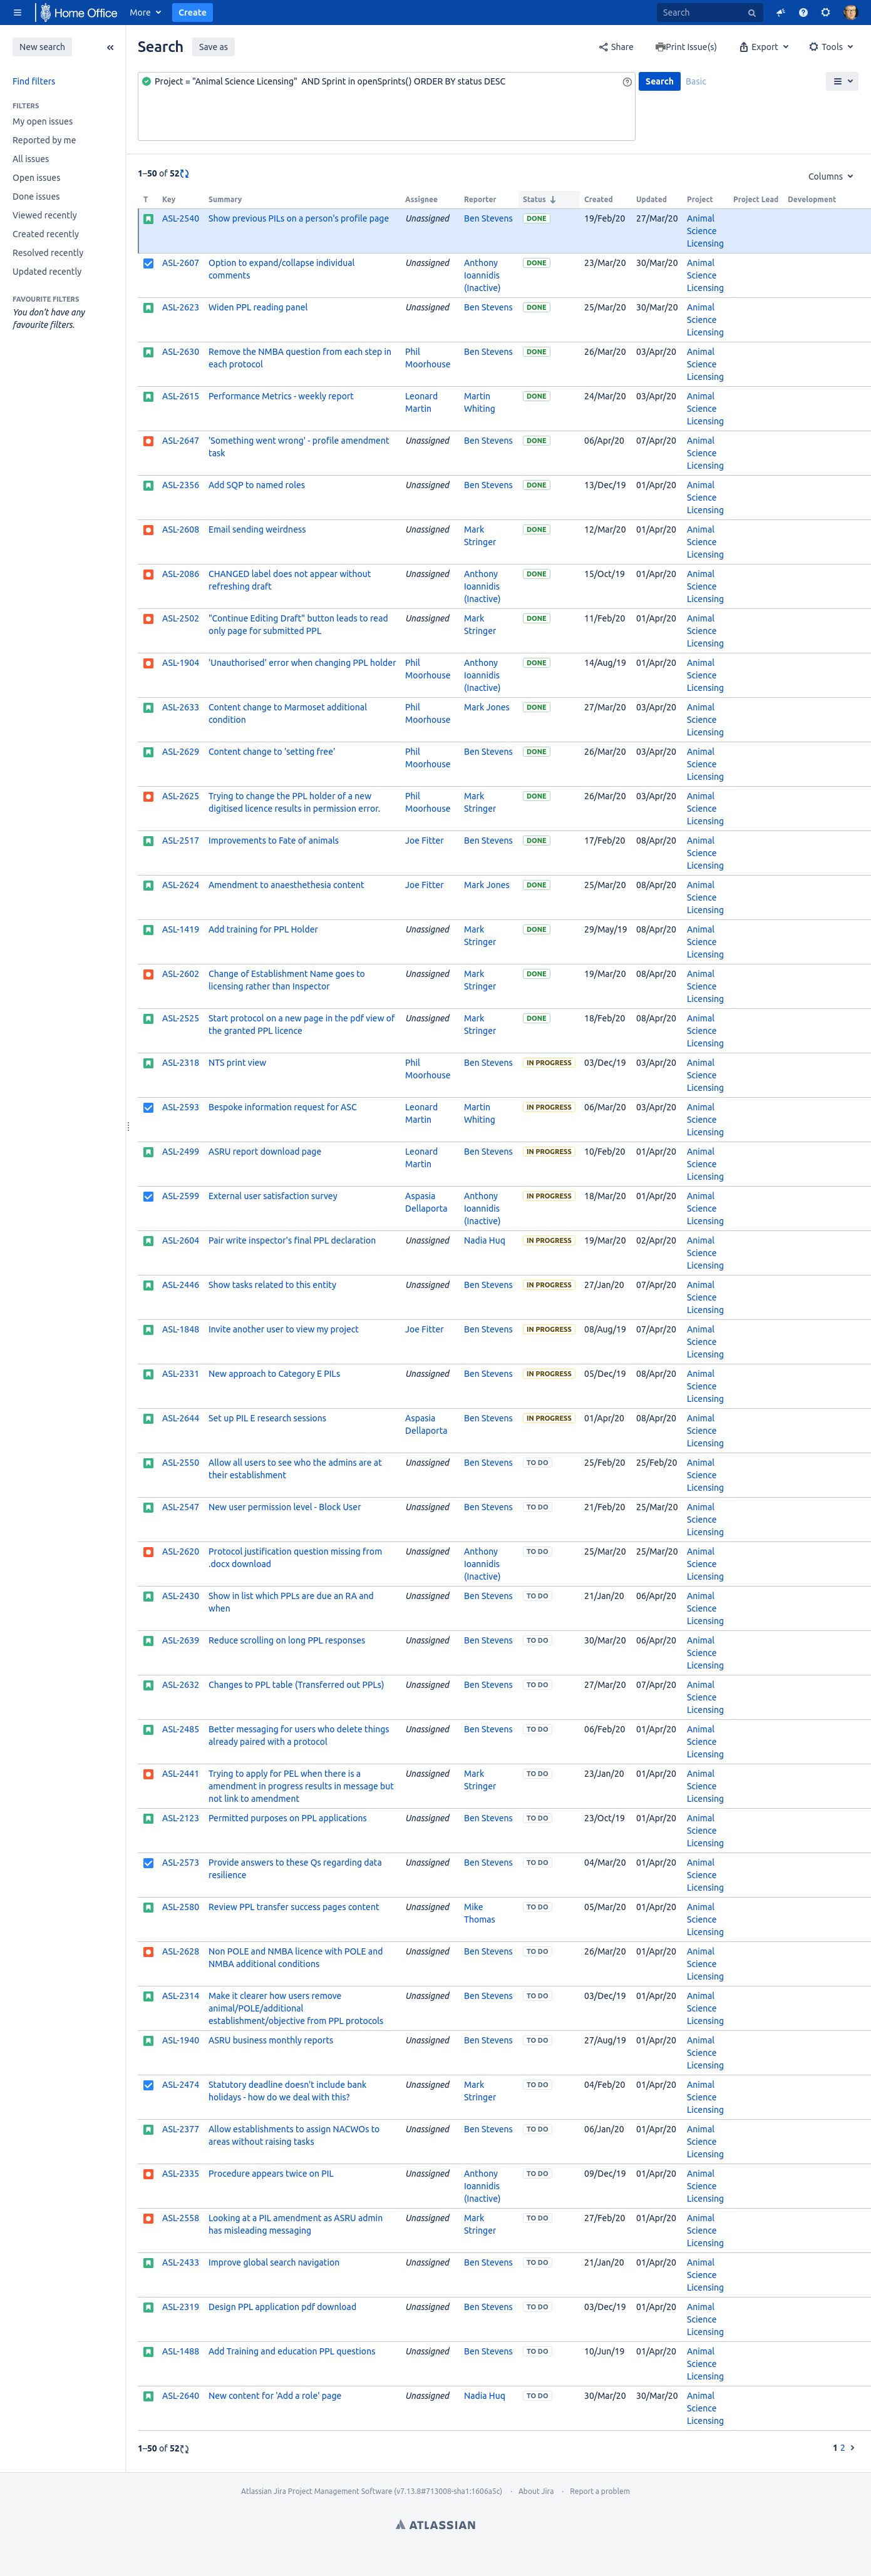 Home Office More Create Search
New search
Find filters
FILTERS
My open issues
Reported by me
All issues
Open issues
Done issues
Viewed recently
Created recently
Resolved recently
Updated recently
FAVOURITE FILTERS
You don't have any
favourite filters.
Search Save as Share Print Issue(s) Export Tools
Project = "Animal Science Licensing"  AND Sprint in openSprints() ORDER BY status DESC Search Basic
1–50 of 52 Columns
T Key Summary Assignee Reporter Status Created Updated Project Project Lead Development
ASL-2540 Show previous PILs on a person's profile page Unassigned Ben Stevens DONE 19/Feb/20 27/Mar/20 Animal Science Licensing
ASL-2607 Option to expand/collapse individual comments Unassigned Anthony Ioannidis (Inactive) DONE 23/Mar/20 30/Mar/20 Animal Science Licensing
ASL-2623 Widen PPL reading panel Unassigned Ben Stevens DONE 25/Mar/20 30/Mar/20 Animal Science Licensing
ASL-2630 Remove the NMBA question from each step in each protocol Phil Moorhouse Ben Stevens DONE 26/Mar/20 03/Apr/20 Animal Science Licensing
ASL-2615 Performance Metrics - weekly report Leonard Martin Martin Whiting DONE 24/Mar/20 03/Apr/20 Animal Science Licensing
ASL-2647 'Something went wrong' - profile amendment task Unassigned Ben Stevens DONE 06/Apr/20 07/Apr/20 Animal Science Licensing
ASL-2356 Add SQP to named roles Unassigned Ben Stevens DONE 13/Dec/19 01/Apr/20 Animal Science Licensing
ASL-2608 Email sending weirdness Unassigned Mark Stringer DONE 12/Mar/20 01/Apr/20 Animal Science Licensing
ASL-2086 CHANGED label does not appear without refreshing draft Unassigned Anthony Ioannidis (Inactive) DONE 15/Oct/19 01/Apr/20 Animal Science Licensing
ASL-2502 "Continue Editing Draft" button leads to read only page for submitted PPL Unassigned Mark Stringer DONE 11/Feb/20 01/Apr/20 Animal Science Licensing
ASL-1904 'Unauthorised' error when changing PPL holder Phil Moorhouse Anthony Ioannidis (Inactive) DONE 14/Aug/19 01/Apr/20 Animal Science Licensing
ASL-2633 Content change to Marmoset additional condition Phil Moorhouse Mark Jones DONE 27/Mar/20 03/Apr/20 Animal Science Licensing
ASL-2629 Content change to 'setting free' Phil Moorhouse Ben Stevens DONE 26/Mar/20 03/Apr/20 Animal Science Licensing
ASL-2625 Trying to change the PPL holder of a new digitised licence results in permission error. Phil Moorhouse Mark Stringer DONE 26/Mar/20 03/Apr/20 Animal Science Licensing
ASL-2517 Improvements to Fate of animals Joe Fitter Ben Stevens DONE 17/Feb/20 08/Apr/20 Animal Science Licensing
ASL-2624 Amendment to anaesthethesia content Joe Fitter Mark Jones DONE 25/Mar/20 08/Apr/20 Animal Science Licensing
ASL-1419 Add training for PPL Holder Unassigned Mark Stringer DONE 29/May/19 08/Apr/20 Animal Science Licensing
ASL-2602 Change of Establishment Name goes to licensing rather than Inspector Unassigned Mark Stringer DONE 19/Mar/20 08/Apr/20 Animal Science Licensing
ASL-2525 Start protocol on a new page in the pdf view of the granted PPL licence Unassigned Mark Stringer DONE 18/Feb/20 08/Apr/20 Animal Science Licensing
ASL-2318 NTS print view Phil Moorhouse Ben Stevens IN PROGRESS 03/Dec/19 03/Apr/20 Animal Science Licensing
ASL-2593 Bespoke information request for ASC Leonard Martin Martin Whiting IN PROGRESS 06/Mar/20 03/Apr/20 Animal Science Licensing
ASL-2499 ASRU report download page Leonard Martin Ben Stevens IN PROGRESS 10/Feb/20 01/Apr/20 Animal Science Licensing
ASL-2599 External user satisfaction survey Aspasia Dellaporta Anthony Ioannidis (Inactive) IN PROGRESS 18/Mar/20 01/Apr/20 Animal Science Licensing
ASL-2604 Pair write inspector's final PPL declaration Unassigned Nadia Huq IN PROGRESS 19/Mar/20 02/Apr/20 Animal Science Licensing
ASL-2446 Show tasks related to this entity Unassigned Ben Stevens IN PROGRESS 27/Jan/20 07/Apr/20 Animal Science Licensing
ASL-1848 Invite another user to view my project Joe Fitter Ben Stevens IN PROGRESS 08/Aug/19 07/Apr/20 Animal Science Licensing
ASL-2331 New approach to Category E PILs Unassigned Ben Stevens IN PROGRESS 05/Dec/19 08/Apr/20 Animal Science Licensing
ASL-2644 Set up PIL E research sessions Aspasia Dellaporta Ben Stevens IN PROGRESS 01/Apr/20 08/Apr/20 Animal Science Licensing
ASL-2550 Allow all users to see who the admins are at their establishment Unassigned Ben Stevens TO DO 25/Feb/20 25/Feb/20 Animal Science Licensing
ASL-2547 New user permission level - Block User Unassigned Ben Stevens TO DO 21/Feb/20 25/Mar/20 Animal Science Licensing
ASL-2620 Protocol justification question missing from .docx download Unassigned Anthony Ioannidis (Inactive) TO DO 25/Mar/20 25/Mar/20 Animal Science Licensing
ASL-2430 Show in list which PPLs are due an RA and when Unassigned Ben Stevens TO DO 21/Jan/20 06/Apr/20 Animal Science Licensing
ASL-2639 Reduce scrolling on long PPL responses Unassigned Ben Stevens TO DO 30/Mar/20 06/Apr/20 Animal Science Licensing
ASL-2632 Changes to PPL table (Transferred out PPLs) Unassigned Ben Stevens TO DO 27/Mar/20 07/Apr/20 Animal Science Licensing
ASL-2485 Better messaging for users who delete things already paired with a protocol Unassigned Ben Stevens TO DO 06/Feb/20 01/Apr/20 Animal Science Licensing
ASL-2441 Trying to apply for PEL when there is a amendment in progress results in message but not link to amendment Unassigned Mark Stringer TO DO 23/Jan/20 01/Apr/20 Animal Science Licensing
ASL-2123 Permitted purposes on PPL applications Unassigned Ben Stevens TO DO 23/Oct/19 01/Apr/20 Animal Science Licensing
ASL-2573 Provide answers to these Qs regarding data resilience Unassigned Ben Stevens TO DO 04/Mar/20 01/Apr/20 Animal Science Licensing
ASL-2580 Review PPL transfer success pages content Unassigned Mike Thomas TO DO 05/Mar/20 01/Apr/20 Animal Science Licensing
ASL-2628 Non POLE and NMBA licence with POLE and NMBA additional conditions Unassigned Ben Stevens TO DO 26/Mar/20 01/Apr/20 Animal Science Licensing
ASL-2314 Make it clearer how users remove animal/POLE/additional establishment/objective from PPL protocols Unassigned Ben Stevens TO DO 03/Dec/19 01/Apr/20 Animal Science Licensing
ASL-1940 ASRU business monthly reports Unassigned Ben Stevens TO DO 27/Aug/19 01/Apr/20 Animal Science Licensing
ASL-2474 Statutory deadline doesn't include bank holidays - how do we deal with this? Unassigned Mark Stringer TO DO 04/Feb/20 01/Apr/20 Animal Science Licensing
ASL-2377 Allow establishments to assign NACWOs to areas without raising tasks Unassigned Ben Stevens TO DO 06/Jan/20 01/Apr/20 Animal Science Licensing
ASL-2335 Procedure appears twice on PIL Unassigned Anthony Ioannidis (Inactive) TO DO 09/Dec/19 01/Apr/20 Animal Science Licensing
ASL-2558 Looking at a PIL amendment as ASRU admin has misleading messaging Unassigned Mark Stringer TO DO 27/Feb/20 01/Apr/20 Animal Science Licensing
ASL-2433 Improve global search navigation Unassigned Ben Stevens TO DO 21/Jan/20 01/Apr/20 Animal Science Licensing
ASL-2319 Design PPL application pdf download Unassigned Ben Stevens TO DO 03/Dec/19 01/Apr/20 Animal Science Licensing
ASL-1488 Add Training and education PPL questions Unassigned Ben Stevens TO DO 10/Jun/19 01/Apr/20 Animal Science Licensing
ASL-2640 New content for 'Add a role' page Unassigned Nadia Huq TO DO 30/Mar/20 30/Mar/20 Animal Science Licensing
1–50 of 52 1 2
Atlassian Jira Project Management Software (v7.13.8#713008-sha1:1606a5c) · About Jira · Report a problem
ATLASSIAN